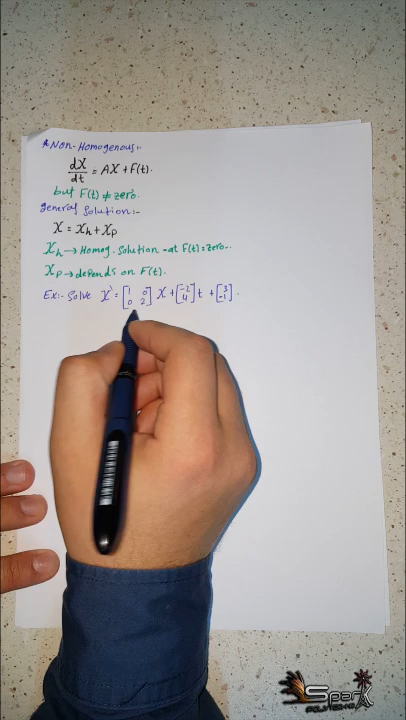 * Non-Homogenous:-
dX/dt = AX + F(t).
but F(t) ≠ zero.
general solution:-
X = Xh + Xp
Xh → Homog. solution at F(t) = zero..
Xp → depends on F(t).
Ex:- solve X' = [1 0; 0 2] X + [-2; 4] t + [3; -1].
Spark